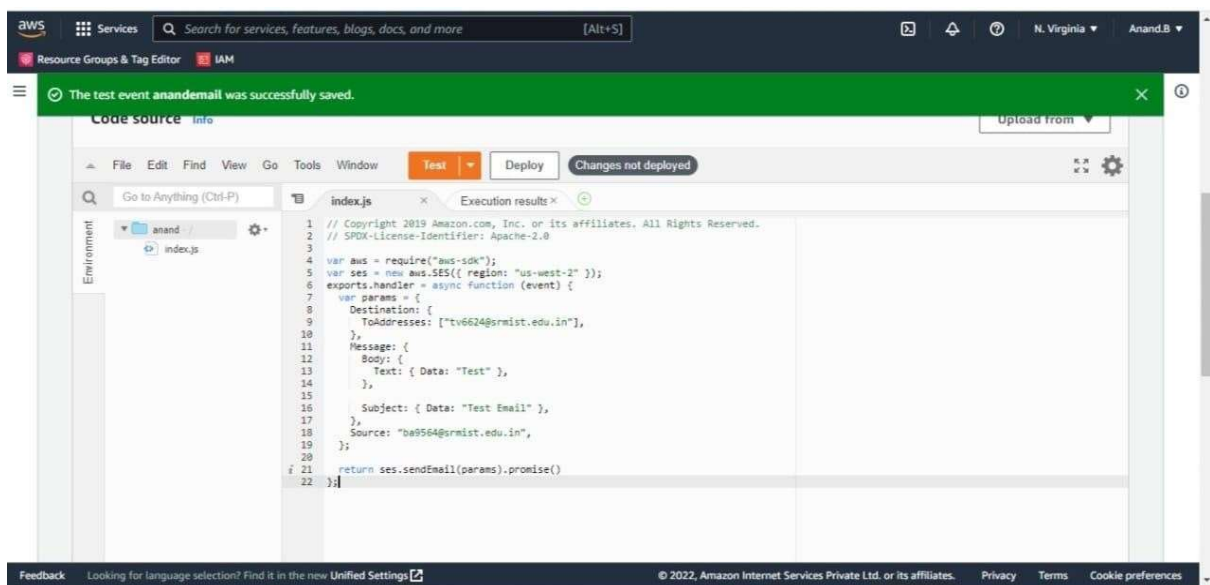 aws Services Search for services, features, blogs, docs, and more [Alt+S] N. Virginia Anand.B
Resource Groups & Tag Editor IAM
The test event anandemail was successfully saved.
Code source Info Upload from
File Edit Find View Go Tools Window Test Deploy Changes not deployed
Go to Anything (Ctrl-P) index.js Execution results
Environment
anand /
index.js
1 // Copyright 2019 Amazon.com, Inc. or its affiliates. All Rights Reserved.
2 // SPDX-License-Identifier: Apache-2.0
3
4 var aws = require("aws-sdk");
5 var ses = new aws.SES({ region: "us-west-2" });
6 exports.handler = async function (event) {
7 var params = {
8 Destination: {
9 ToAddresses: ["tv6624@srmist.edu.in"],
10 },
11 Message: {
12 Body: {
13 Text: { Data: "Test" },
14 },
15
16 Subject: { Data: "Test Email" },
17 },
18 Source: "ba9564@srmist.edu.in",
19 };
20
i 21 return ses.sendEmail(params).promise()
22 };
Feedback Looking for language selection? Find it in the new Unified Settings © 2022, Amazon Internet Services Private Ltd. or its affiliates. Privacy Terms Cookie preferences